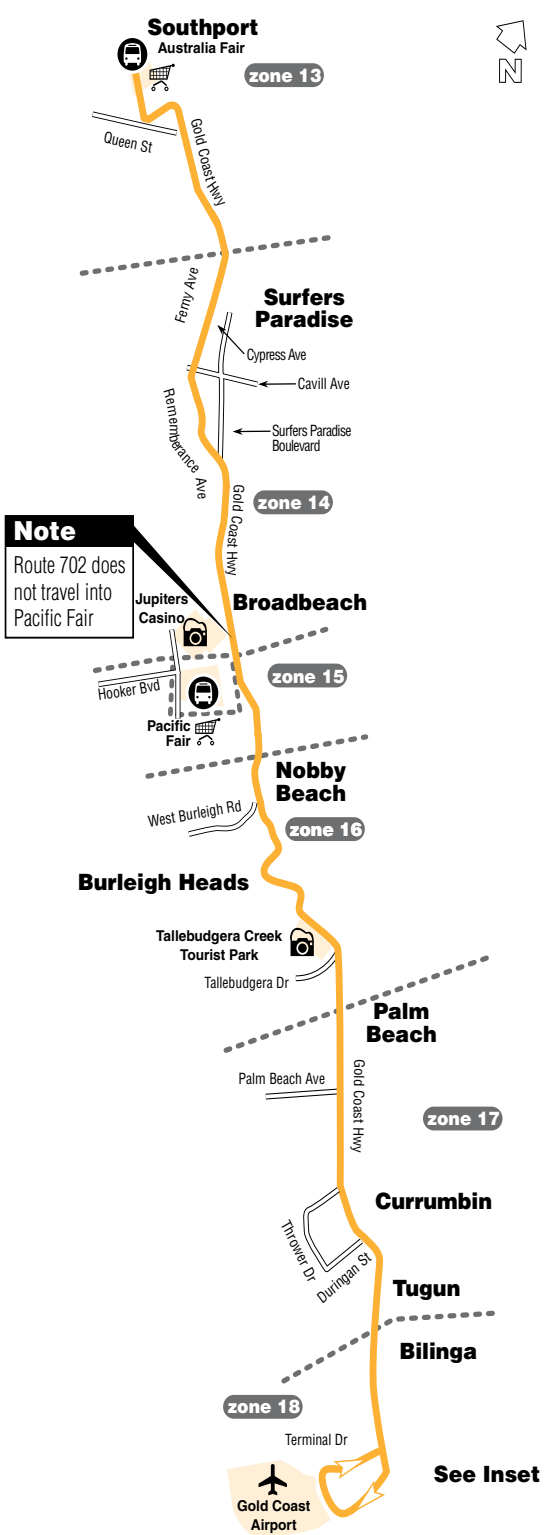 Southport
Australia Fair
zone 13
N
Queen St
Gold Coast Hwy
Ferny Ave
Surfers
Paradise
Cypress Ave
Cavill Ave
Rememberance Ave
Surfers Paradise
Boulevard
Gold Coast Hwy
zone 14
Note
Route 702 does
not travel into
Pacific Fair
Jupiters
Casino
Broadbeach
zone 15
Hooker Bvd
Pacific
Fair
Nobby
Beach
West Burleigh Rd
zone 16
Burleigh Heads
Tallebudgera Creek
Tourist Park
Tallebudgera Dr
Palm
Beach
Palm Beach Ave
Gold Coast Hwy
zone 17
Currumbin
Thrower Dr
Duringan St
Tugun
Bilinga
zone 18
Terminal Dr
See Inset
Gold Coast
Airport